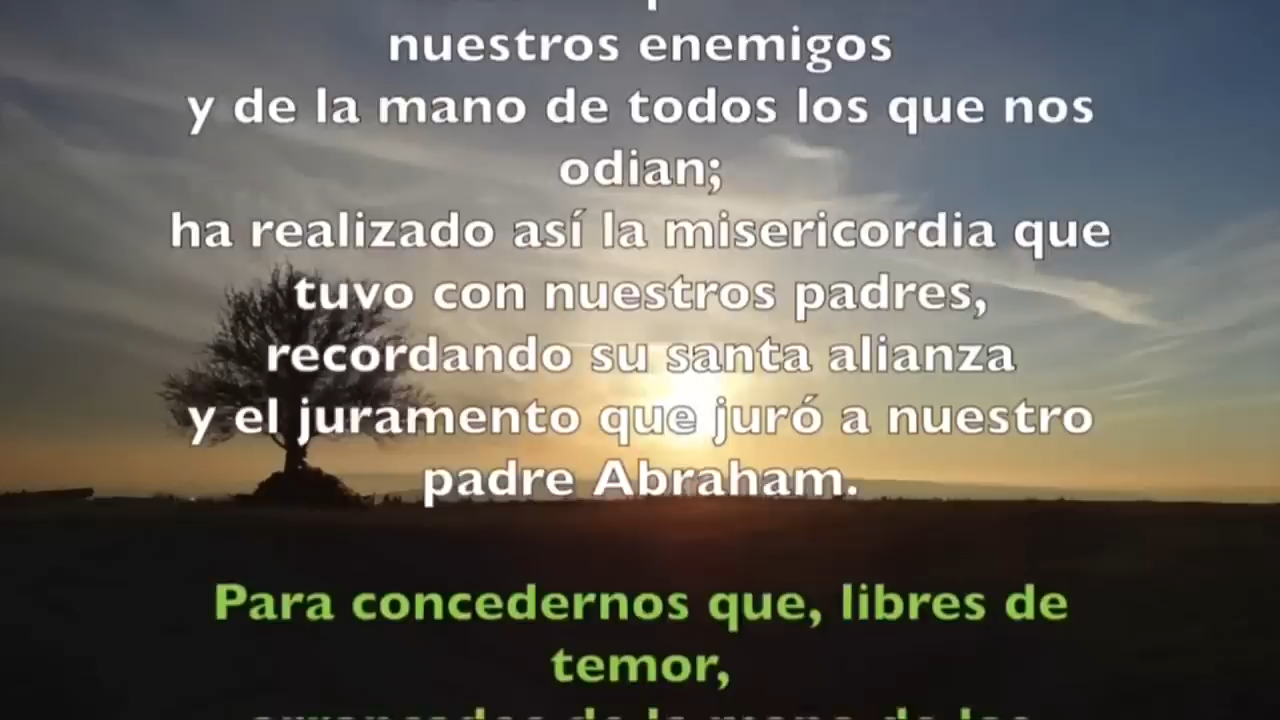 nuestros enemigos
y de la mano de todos los que nos
odian;
ha realizado así la misericordia que
tuvo con nuestros padres,
recordando su santa alianza
y el juramento que juró a nuestro
padre Abraham.
Para concedernos que, libres de
temor,